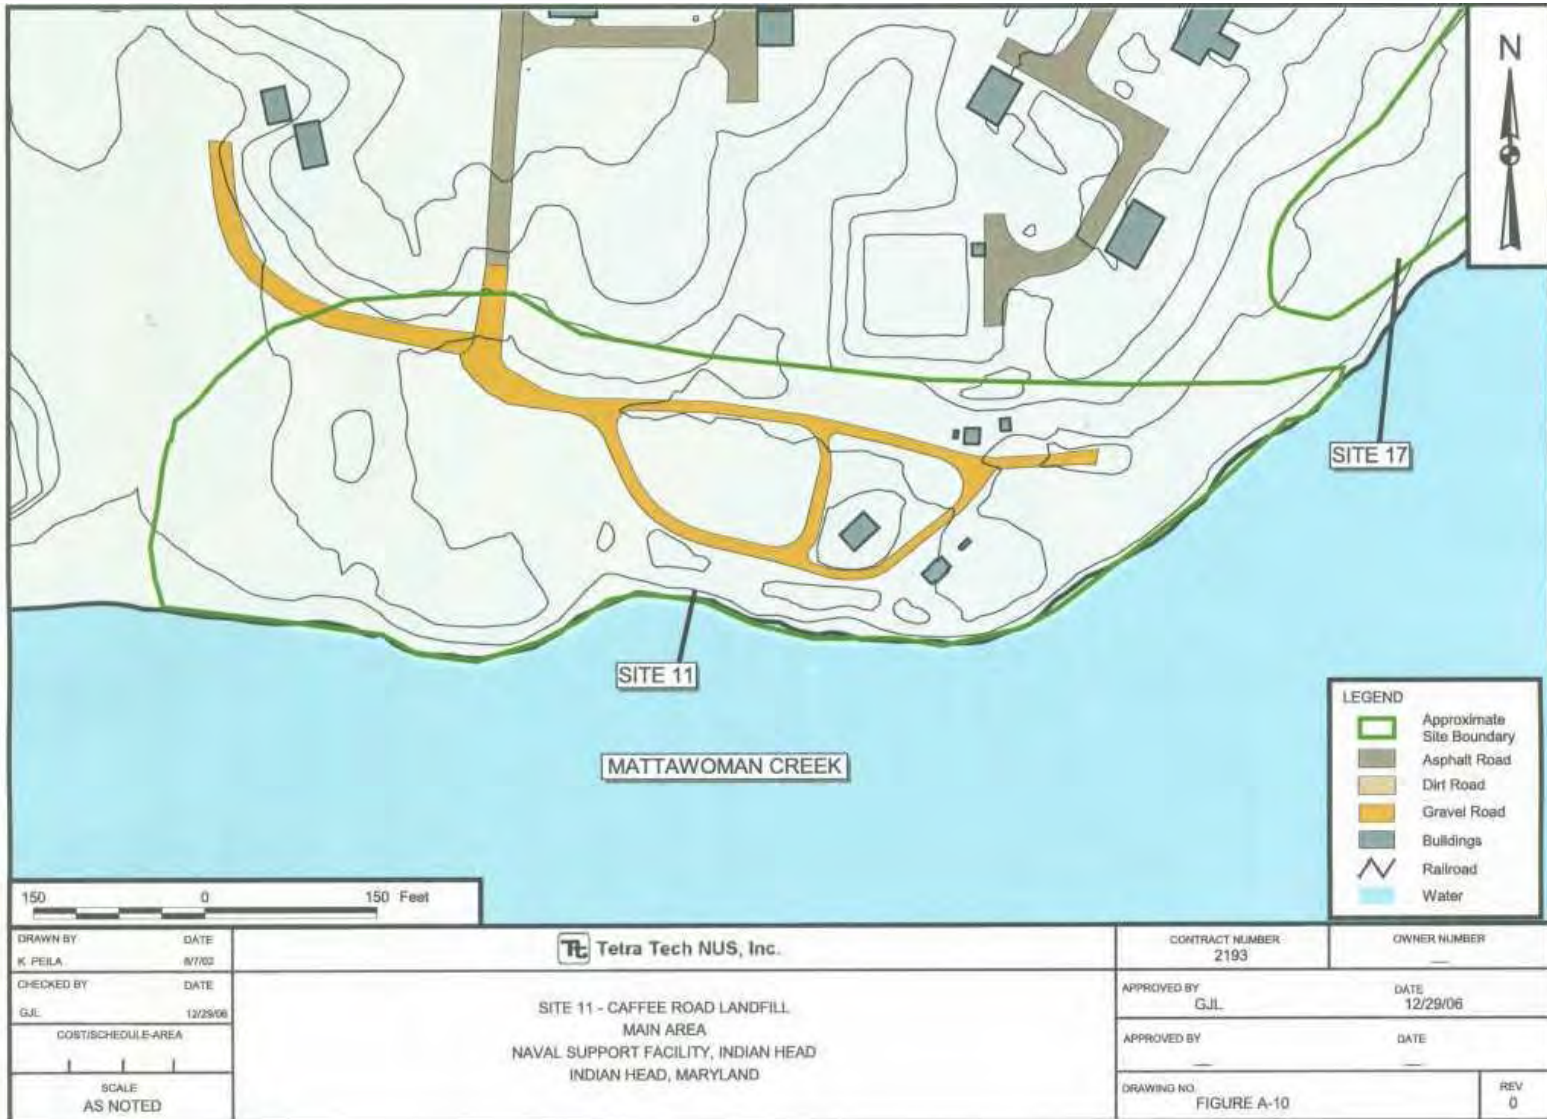 N
SITE 17
SITE 11
MATTAWOMAN CREEK
LEGEND
Approximate
Site Boundary
Asphalt Road
Dirt Road
Gravel Road
Buildings
Railroad
Water
150 0 150 Feet
DRAWN BY DATE
K. PEILA 8/7/02
CHECKED BY DATE
GJL 12/29/06
COST/SCHEDULE-AREA
SCALE
AS NOTED
Tt Tetra Tech NUS, Inc.
SITE 11 - CAFFEE ROAD LANDFILL
MAIN AREA
NAVAL SUPPORT FACILITY, INDIAN HEAD
INDIAN HEAD, MARYLAND
CONTRACT NUMBER
2193
OWNER NUMBER
APPROVED BY DATE
GJL 12/29/06
APPROVED BY DATE
DRAWING NO.
FIGURE A-10
REV
0